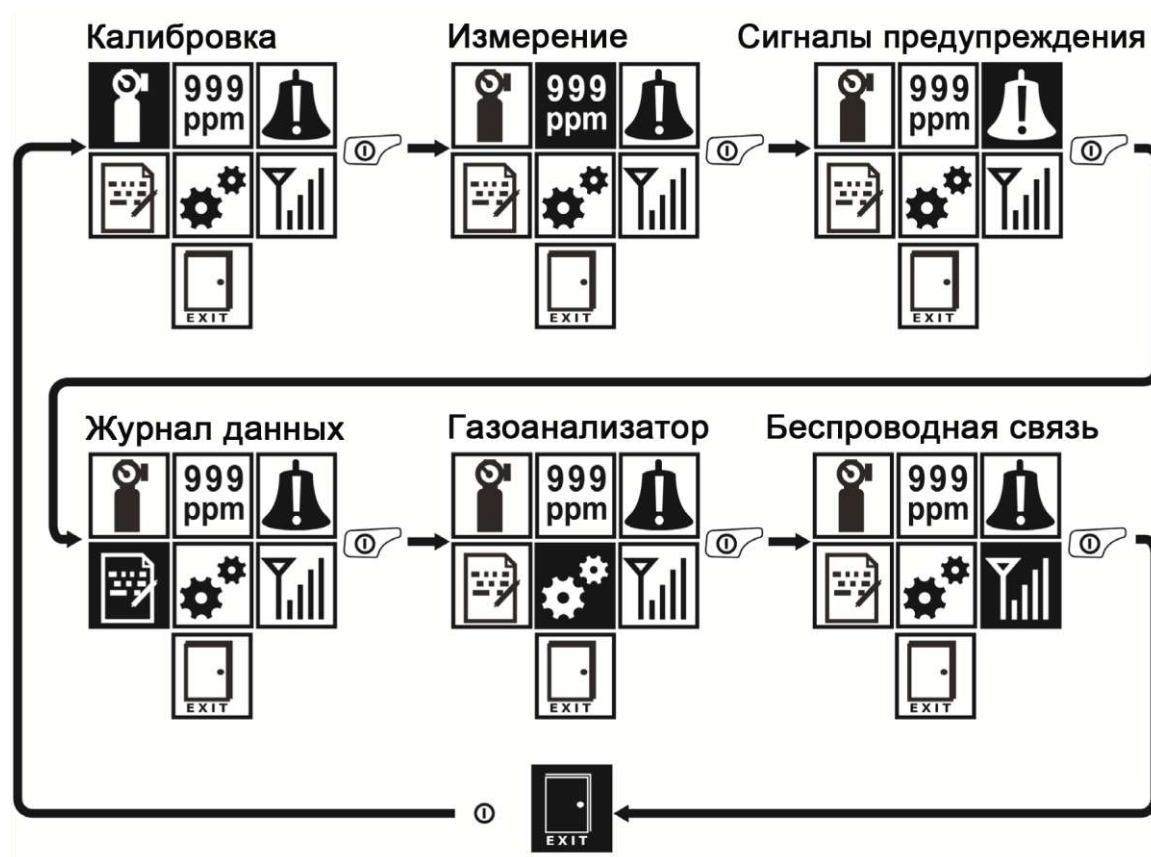 Калибровка
999
ppm
EXIT
Измерение
999
ppm
EXIT
Сигналы предупреждения
999
ppm
EXIT
Журнал данных
999
ppm
EXIT
Газоанализатор
999
ppm
EXIT
Беспроводная связь
999
ppm
EXIT
EXIT